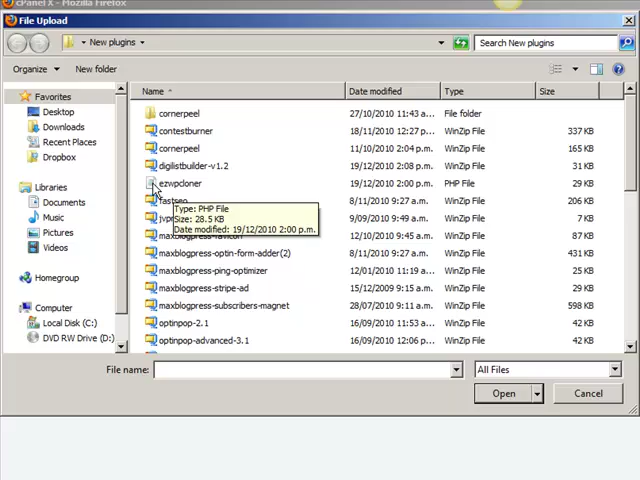 cPanel X - Mozilla Firefox
File Upload
New plugins
Search New plugins
Organize
New folder
Favorites
Desktop
Downloads
Recent Places
Dropbox
Libraries
Documents
Music
Pictures
Videos
Homegroup
Computer
Local Disk (C:)
DVD RW Drive (D:)
Name Date modified Type Size
cornerpeel 27/10/2010 11:43 a... File folder
contestburner 18/11/2010 12:27 p... WinZip File 337 KB
cornerpeel 11/10/2010 2:04 p... WinZip File 165 KB
digilistbuilder-v1.2 19/12/2010 2:08 p... WinZip File 31 KB
ezwpcloner 19/12/2010 2:00 p... PHP File 29 KB
fastseo 8/11/2010 9:27 a... WinZip File 206 KB
9/09/2010 9:49 a... WinZip File 7 KB
maxblogpress-favicon 12/10/2010 9:45 a... WinZip File 87 KB
maxblogpress-optin-form-adder(2) 8/11/2010 9:27 a... WinZip File 431 KB
maxblogpress-ping-optimizer 12/01/2010 11:19 a... WinZip File 26 KB
maxblogpress-stripe-ad 15/12/2009 9:15 a... WinZip File 31 KB
maxblogpress-subscribers-magnet 28/07/2010 9:11 a... WinZip File 598 KB
optinpop-2.1 16/09/2010 11:53 a... WinZip File 42 KB
optinpop-advanced-3.1 16/09/2010 12:06 p... WinZip File 42 KB
Type: PHP File
Size: 28.5 KB
Date modified: 19/12/2010 2:00 p.m.
File name:
All Files
Open
Cancel